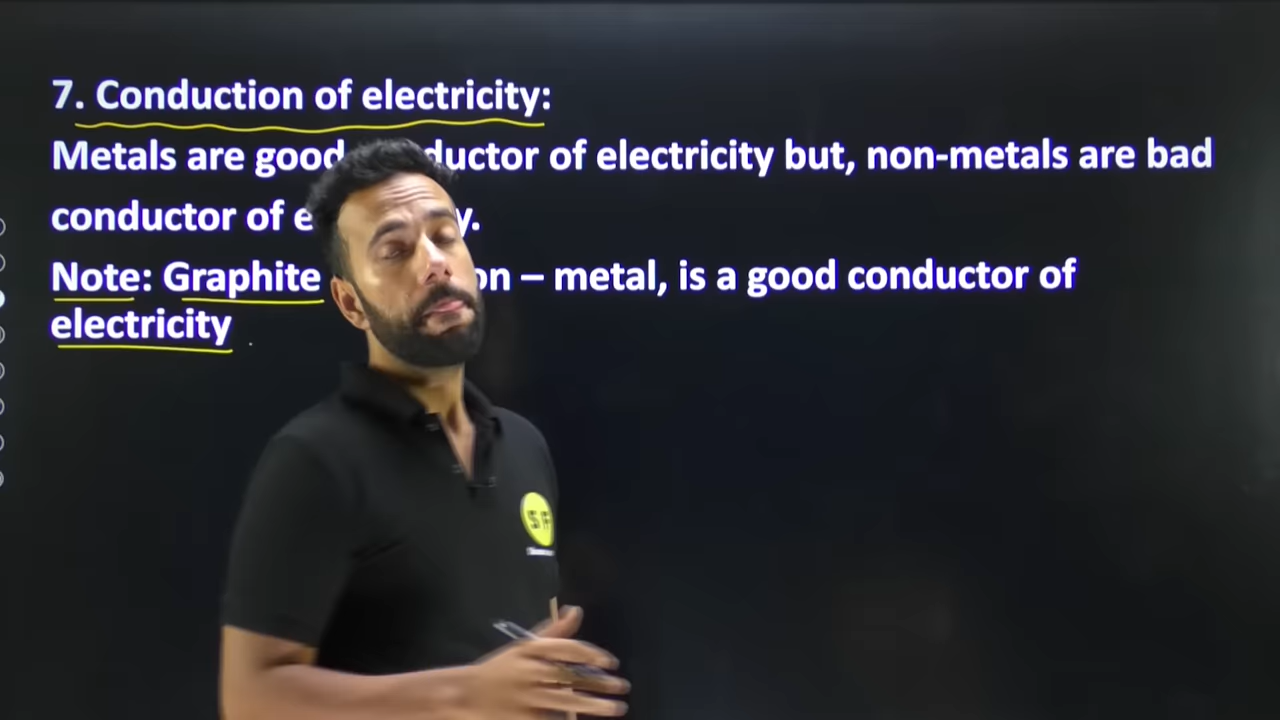 7. Conduction of electricity:
Metals are good ductor of electricity but, non-metals are bad
conductor of e y.
Note: Graphite on – metal, is a good conductor of
electricity
SF